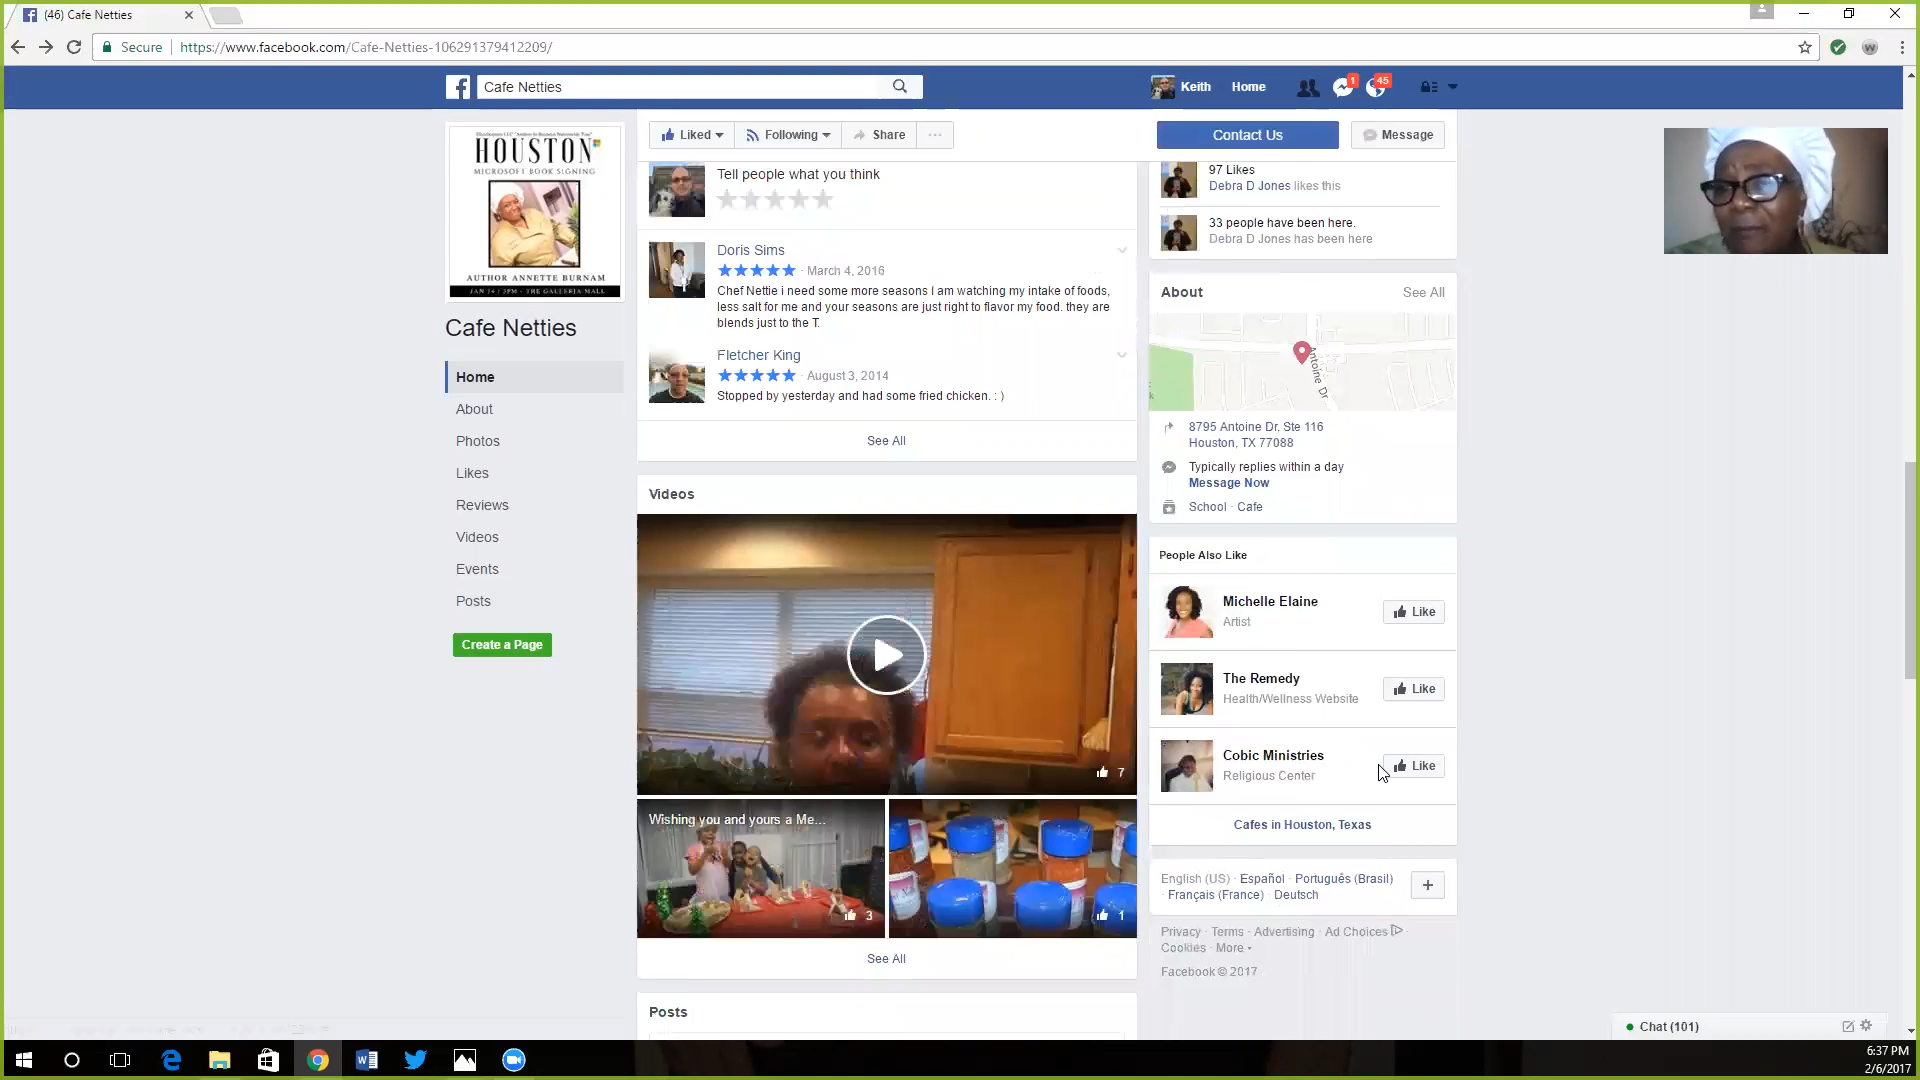 (46) Cafe Netties
Secure
https://www.facebook.com/Cafe-Netties-106291379412209/
Cafe Netties
Keith
Home
1
45
HOUSTON
MICROSOFT BOOK SIGNING
AUTHOR ANNETTE BURNAM
JAN 14 | 3PM - THE GALLERIA MALL
Cafe Netties
Home
About
Photos
Likes
Reviews
Videos
Events
Posts
Create a Page
Liked
Following
Share
Contact Us
Message
Tell people what you think
Doris Sims
· March 4, 2016
Chef Nettie i need some more seasons I am watching my intake of foods,
less salt for me and your seasons are just right to flavor my food. they are
blends just to the T.
Fletcher King
· August 3, 2014
Stopped by yesterday and had some fried chicken. : )
See All
Videos
7
Wishing you and yours a Me...
3
1
See All
Posts
97 Likes
Debra D Jones likes this
33 people have been here.
Debra D Jones has been here
About
See All
Antoine Dr
8795 Antoine Dr, Ste 116
Houston, TX 77088
Typically replies within a day
Message Now
School · Cafe
People Also Like
Michelle Elaine
Artist
Like
The Remedy
Health/Wellness Website
Like
Cobic Ministries
Religious Center
Like
Cafes in Houston, Texas
English (US) · Español · Português (Brasil)
· Français (France) · Deutsch
Privacy · Terms · Advertising · Ad Choices ·
Cookies · More
Facebook © 2017
Chat (101)
6:37 PM
2/6/2017